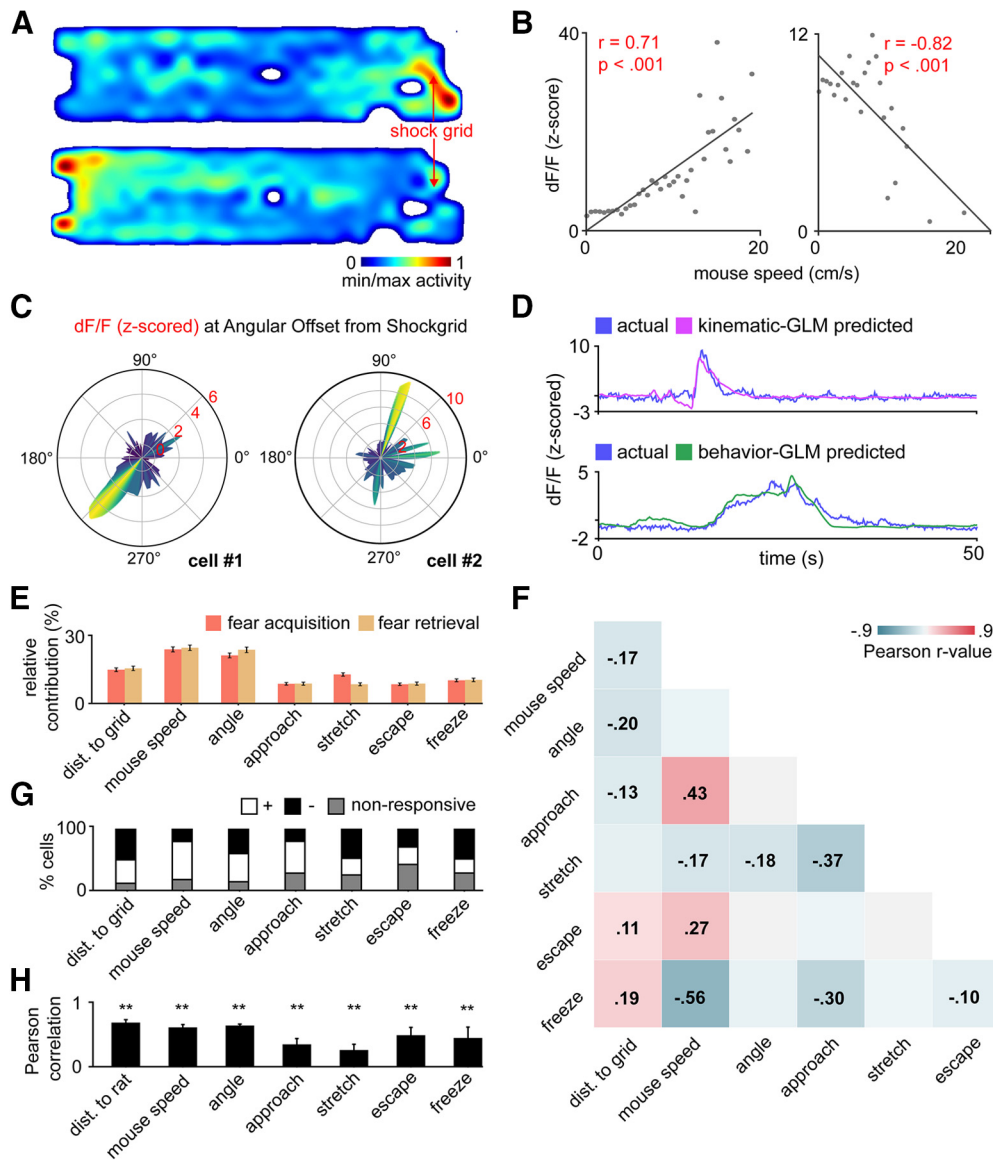 A
shock grid
0 1
min/max activity
B
r = 0.71
p < .001
r = -0.82
p < .001
dF/F (z-score)
40
0
0 20
12
0
0 20
mouse speed (cm/s)
C
dF/F (z-scored) at Angular Offset from Shockgrid
90°
180°
0°
270°
6
4
2
cell #1
90°
0°
270°
10
6
2
cell #2
D
actual kinematic-GLM predicted
10
-3
actual behavior-GLM predicted
5
-2
dF/F (z-scored)
0 50
time (s)
E
fear acquisition fear retrieval
relative
contribution (%)
30
0
dist. to grid
mouse speed
angle
approach
stretch
escape
freeze
F
-.9 .9
Pearson r-value
mouse speed
-.17
angle
-.20
approach
-.13 .43
stretch
-.17 -.18 -.37
escape
.11 .27
freeze
.19 -.56 -.30 -.10
dist. to grid
mouse speed
angle
approach
stretch
escape
G
+ - non-responsive
% cells
100
0
dist. to grid
mouse speed
angle
approach
stretch
escape
freeze
H
Pearson
correlation
1
0
** ** ** ** ** ** **
dist. to rat
mouse speed
angle
approach
stretch
escape
freeze